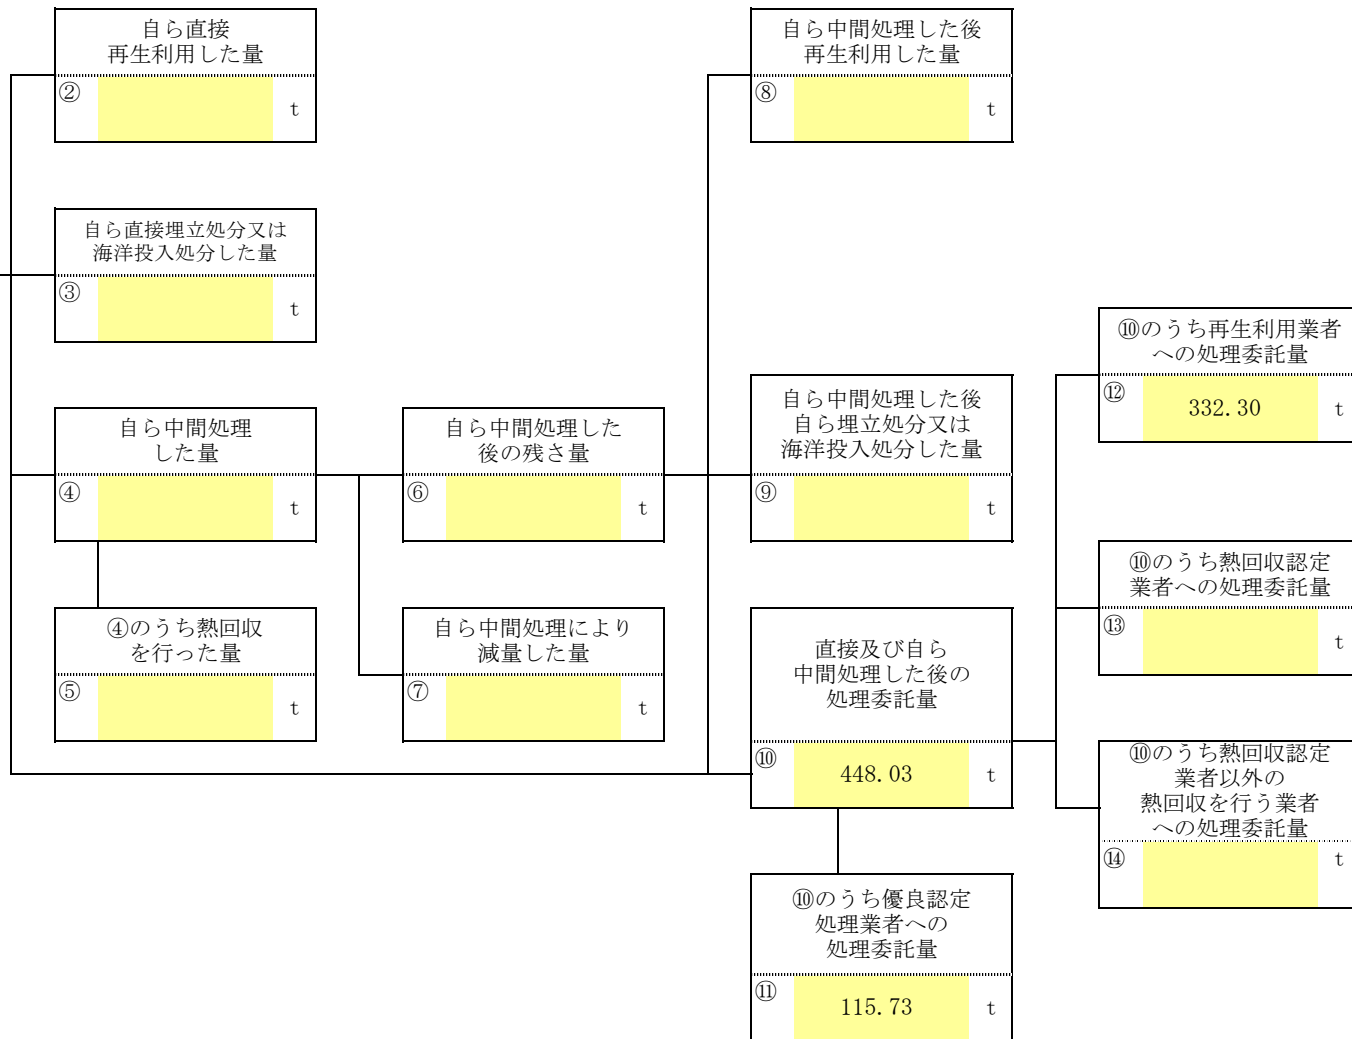 自ら直接
再生利用した量
②
t
自ら直接埋立処分又は
海洋投入処分した量
③
t
自ら中間処理
した量
④
t
④のうち熱回収
を行った量
⑤
t
自ら中間処理した
後の残さ量
⑥
t
自ら中間処理により
減量した量
⑦
t
自ら中間処理した後
再生利用した量
⑧
t
自ら中間処理した後
自ら埋立処分又は
海洋投入処分した量
⑨
t
直接及び自ら
中間処理した後の
処理委託量
⑩ 448.03 t
⑩のうち優良認定
処理業者への
処理委託量
⑪ 115.73 t
⑩のうち再生利用業者
への処理委託量
⑫ 332.30 t
⑩のうち熱回収認定
業者への処理委託量
⑬
t
⑩のうち熱回収認定
業者以外の
熱回収を行う業者
への処理委託量
⑭
t